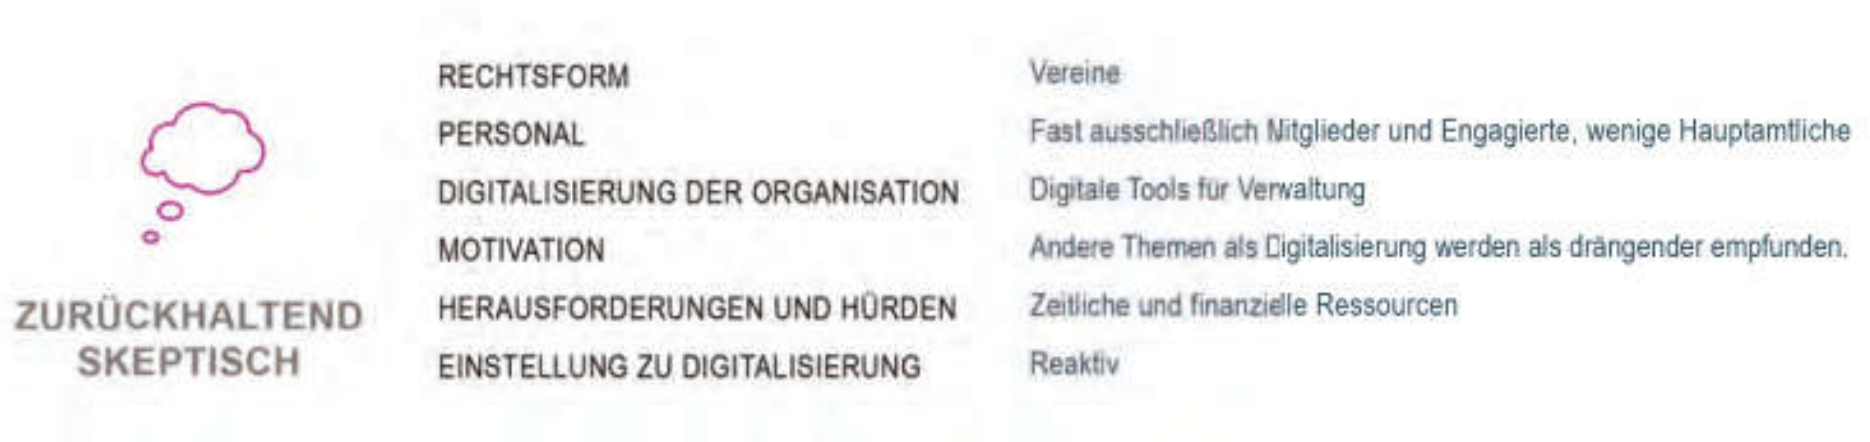 ZURÜCKHALTEND
SKEPTISCH
RECHTSFORM Vereine
PERSONAL Fast ausschließlich Mitglieder und Engagierte, wenige Hauptamtliche
DIGITALISIERUNG DER ORGANISATION Digitale Tools für Verwaltung
MOTIVATION Andere Themen als Digitalisierung werden als drängender empfunden.
HERAUSFORDERUNGEN UND HÜRDEN Zeitliche und finanzielle Ressourcen
EINSTELLUNG ZU DIGITALISIERUNG Reaktiv